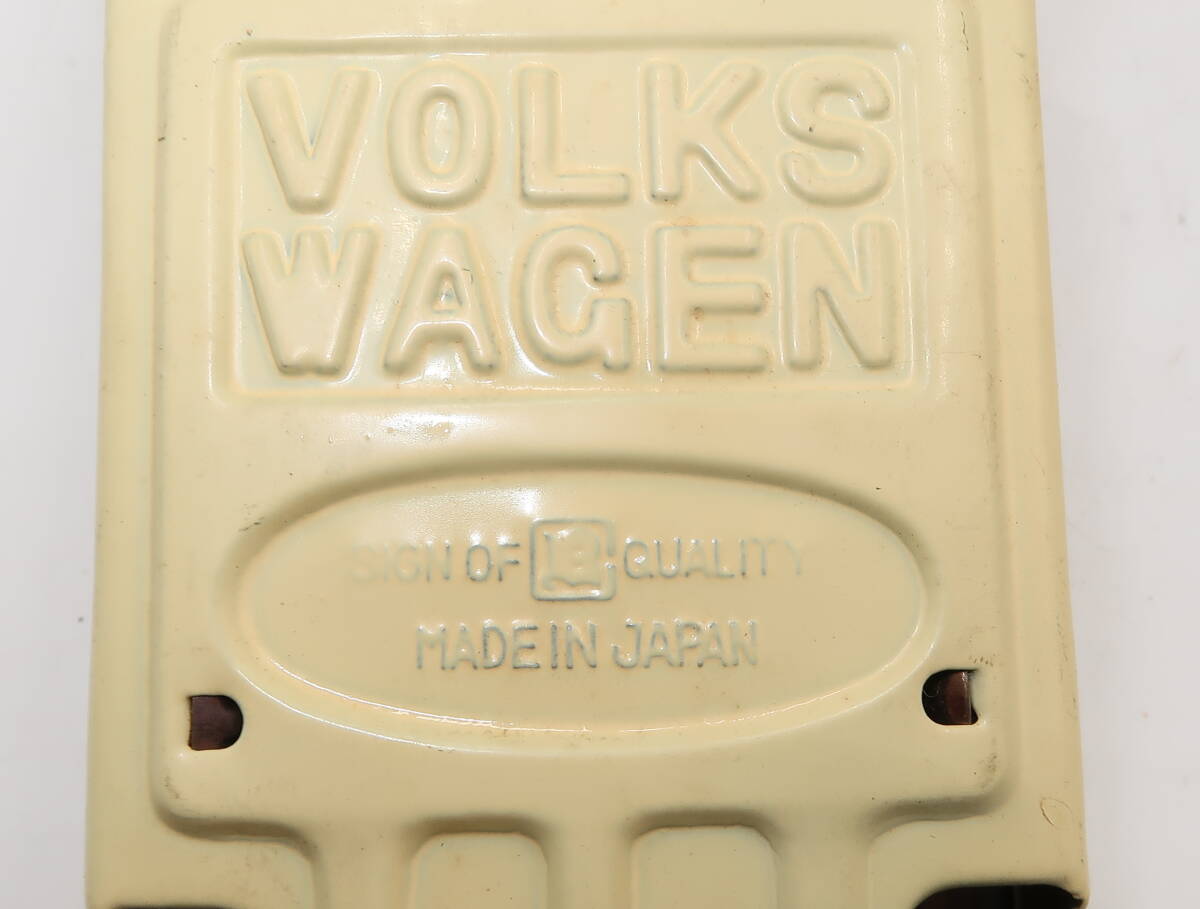 VOLKS
WAGEN
SIGN OF QUALITY
MADE IN JAPAN